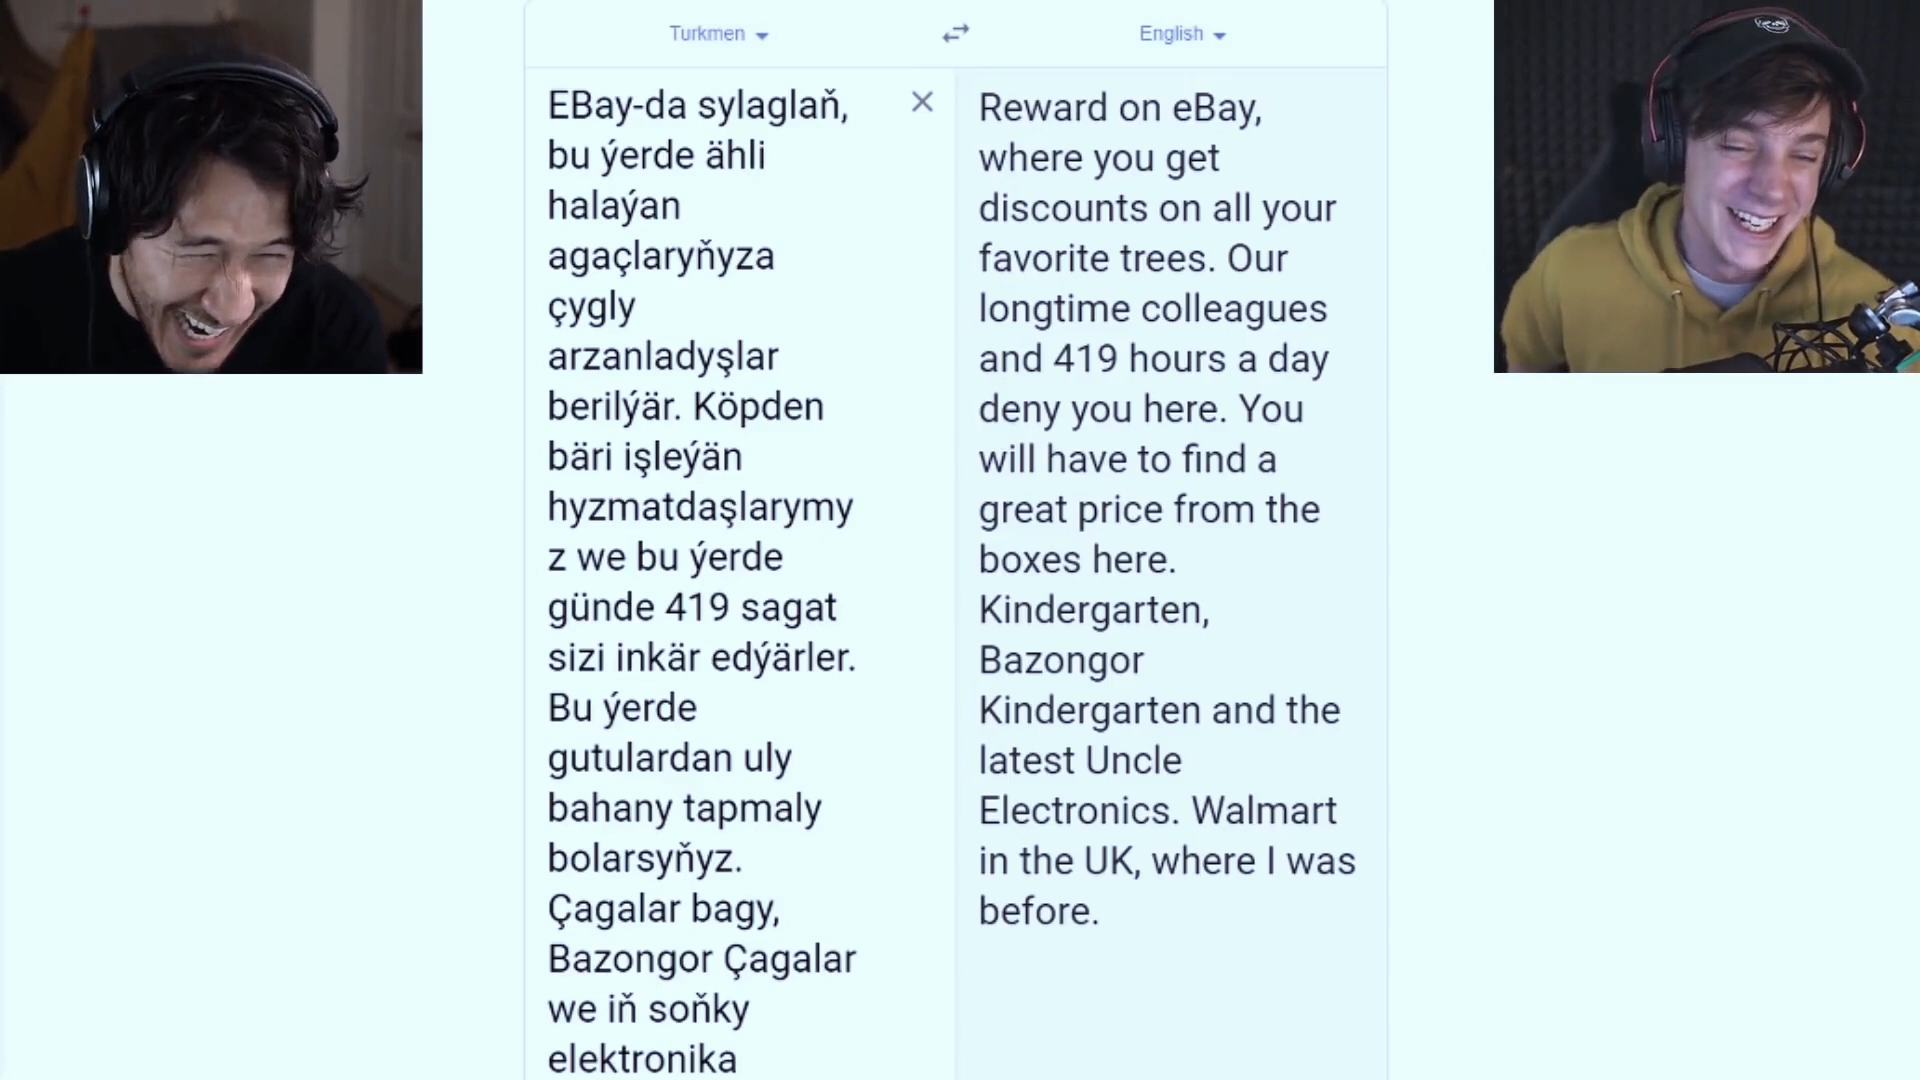 Turkmen
English
EBay-da sylaglaň,
bu ýerde ähli
halaýan
agaçlaryňyza
çygly
arzanladyşlar
berilýär. Köpden
bäri işleýän
hyzmatdaşlarymy
z we bu ýerde
günde 419 sagat
sizi inkär edýärler.
Bu ýerde
gutulardan uly
bahany tapmaly
bolarsyňyz.
Çagalar bagy,
Bazongor Çagalar
we iň soňky
elektronika
Reward on eBay,
where you get
discounts on all your
favorite trees. Our
longtime colleagues
and 419 hours a day
deny you here. You
will have to find a
great price from the
boxes here.
Kindergarten,
Bazongor
Kindergarten and the
latest Uncle
Electronics. Walmart
in the UK, where I was
before.